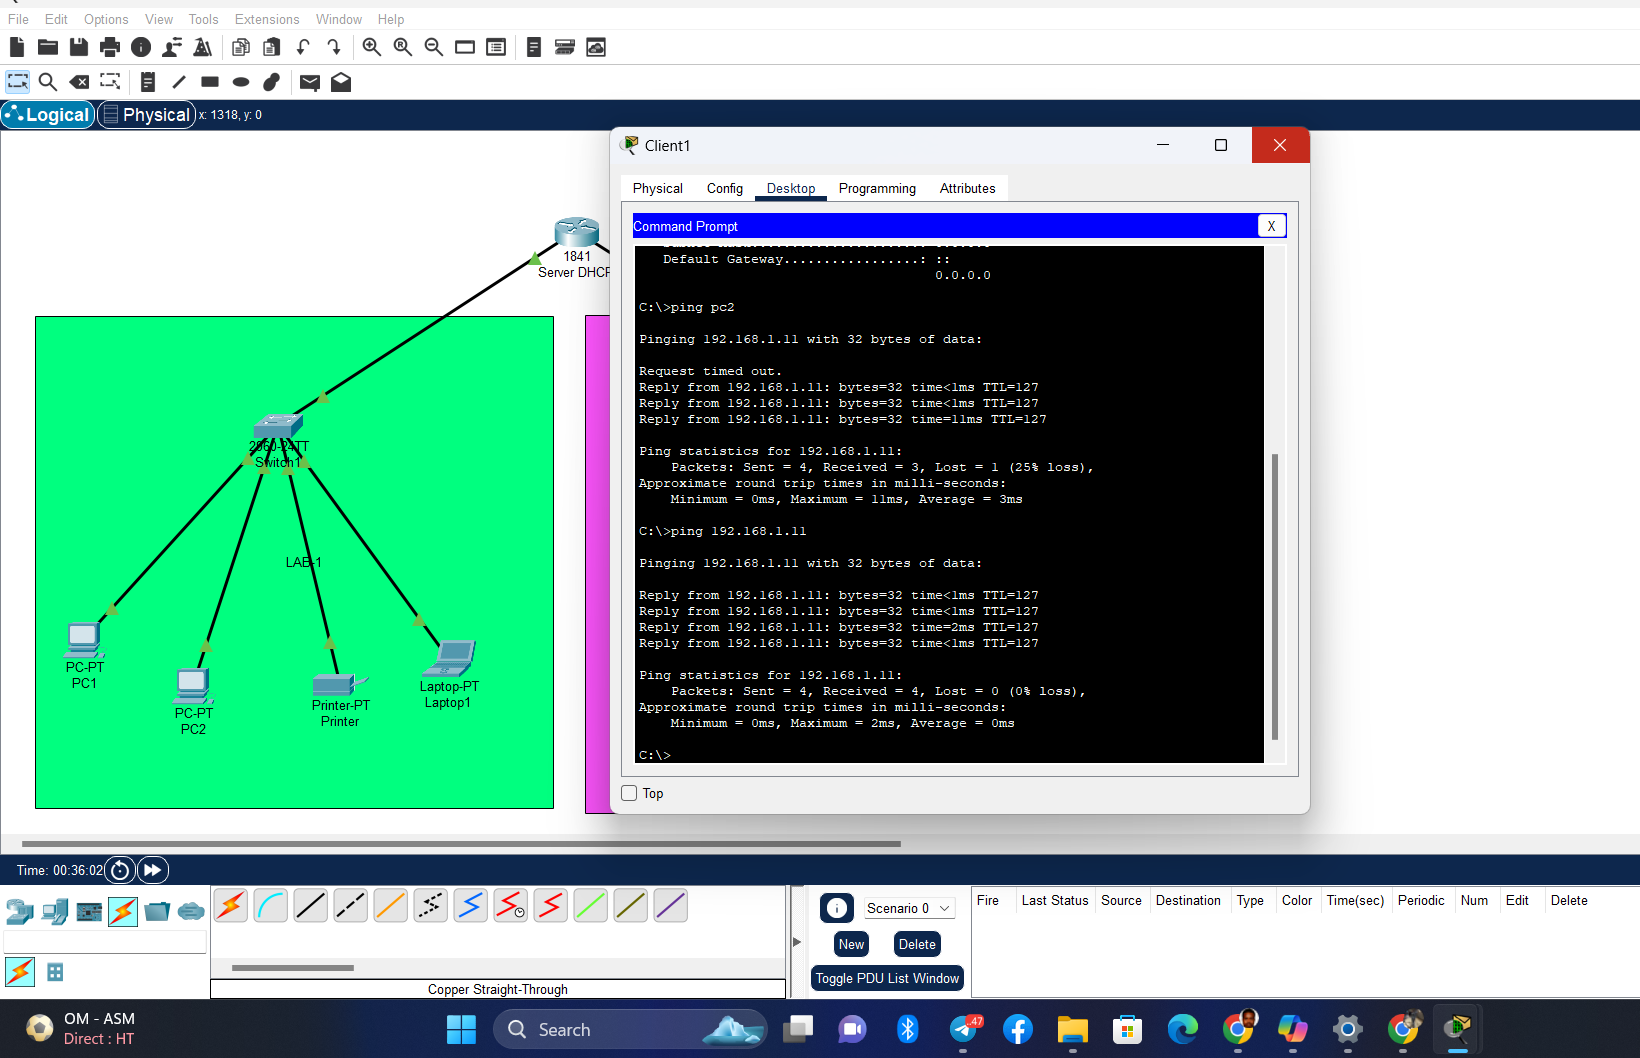 File Edit Options View Tools Extensions Window Help
Logical Physical x: 1318, y: 0
Client1
Physical Config Desktop Programming Attributes
Command Prompt X
Default Gateway.................: ::
0.0.0.0
C:\>ping pc2
Pinging 192.168.1.11 with 32 bytes of data:
Request timed out.
Reply from 192.168.1.11: bytes=32 time<1ms TTL=127
Reply from 192.168.1.11: bytes=32 time<1ms TTL=127
Reply from 192.168.1.11: bytes=32 time=11ms TTL=127
Ping statistics for 192.168.1.11:
Packets: Sent = 4, Received = 3, Lost = 1 (25% loss),
Approximate round trip times in milli-seconds:
Minimum = 0ms, Maximum = 11ms, Average = 3ms
C:\>ping 192.168.1.11
Pinging 192.168.1.11 with 32 bytes of data:
Reply from 192.168.1.11: bytes=32 time<1ms TTL=127
Reply from 192.168.1.11: bytes=32 time<1ms TTL=127
Reply from 192.168.1.11: bytes=32 time=2ms TTL=127
Reply from 192.168.1.11: bytes=32 time<1ms TTL=127
Ping statistics for 192.168.1.11:
Packets: Sent = 4, Received = 4, Lost = 0 (0% loss),
Approximate round trip times in milli-seconds:
Minimum = 0ms, Maximum = 2ms, Average = 0ms
C:\>
Top
1841
Server DHCP
2960-24TT
Switch1
LAB-1
PC-PT
PC1
PC-PT
PC2
Printer-PT
Printer
Laptop-PT
Laptop1
Time: 00:36:02
Copper Straight-Through
Scenario 0
New Delete
Toggle PDU List Window
Fire Last Status Source Destination Type Color Time(sec) Periodic Num Edit Delete
OM - ASM
Direct : HT
Search
47